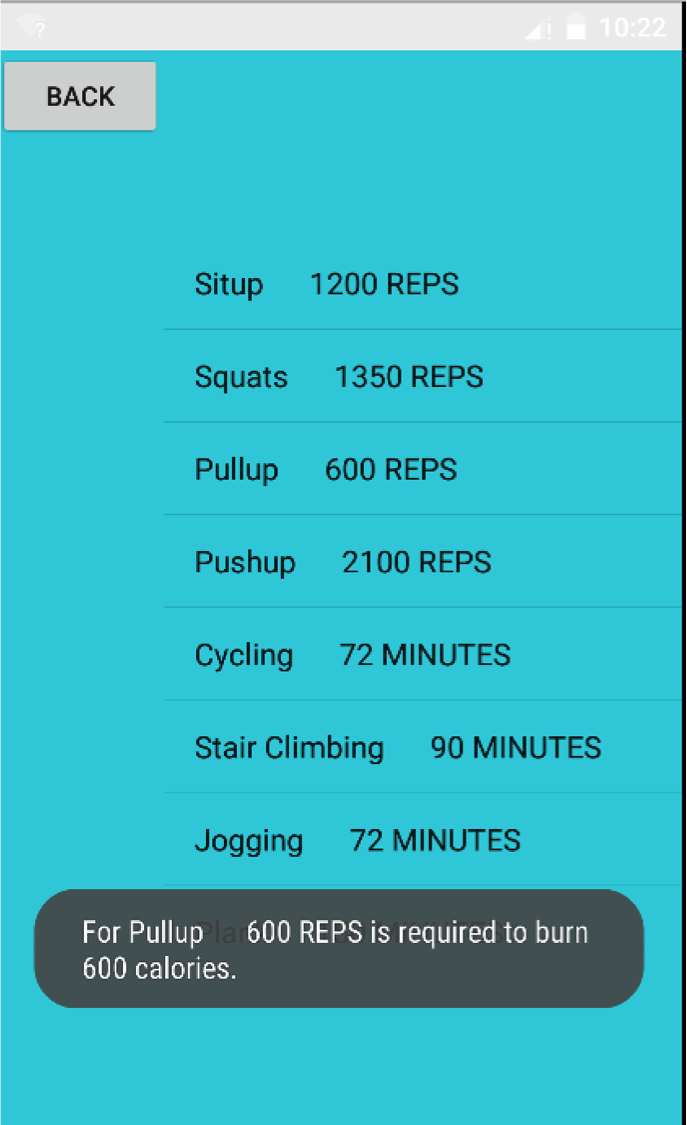 10:22
BACK
Situp 1200 REPS
Squats 1350 REPS
Pullup 600 REPS
Pushup 2100 REPS
Cycling 72 MINUTES
Stair Climbing 90 MINUTES
Jogging 72 MINUTES
For Pullup 600 REPS is required to burn
600 calories.